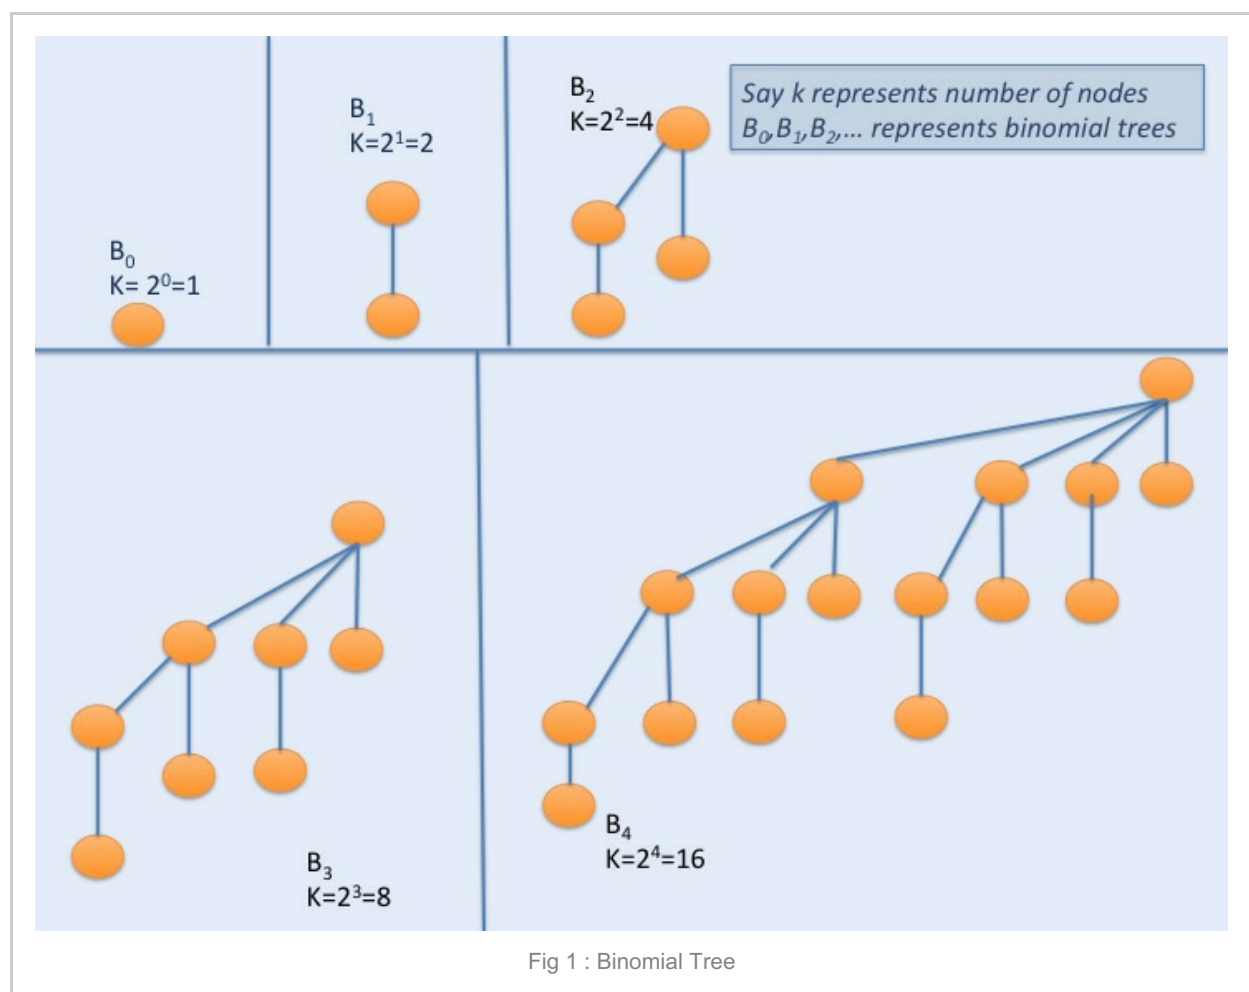 B₀
K= 2⁰=1
B₁
K=2¹=2
B₂
K=2²=4
Say k represents number of nodes
B₀,B₁,B₂,... represents binomial trees
B₃
K=2³=8
B₄
K=2⁴=16
Fig 1 : Binomial Tree